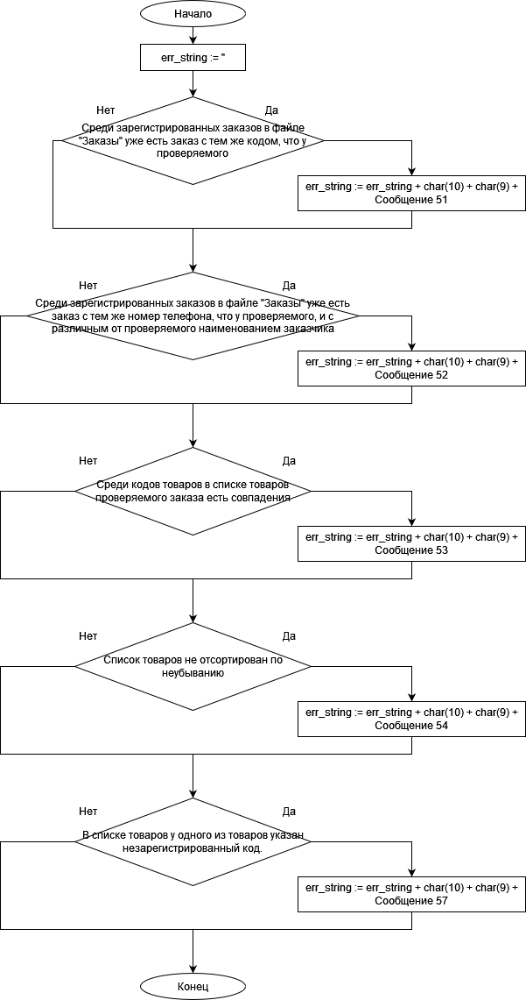 Начало
err_string := "
Нет
Да
Среди зарегистрированных заказов в файле
"Заказы" уже есть заказ с тем же кодом, что у
проверяемого
err_string := err_string + char(10) + char(9) +
Сообщение 51
Нет
Да
Среди зарегистрированных заказов в файле "Заказы" уже есть
заказ с тем же номер телефона, что у проверяемого, и с
различным от проверяемого наименованием заказчика
err_string := err_string + char(10) + char(9) +
Сообщение 52
Нет
Да
Среди кодов товаров в списке товаров
проверяемого заказа есть совпадения
err_string := err_string + char(10) + char(9) +
Сообщение 53
Нет
Да
Список товаров не отсортирован по
неубыванию
err_string := err_string + char(10) + char(9) +
Сообщение 54
Нет
Да
В списке товаров у одного из товаров указан
незарегистрированный код.
err_string := err_string + char(10) + char(9) +
Сообщение 57
Конец